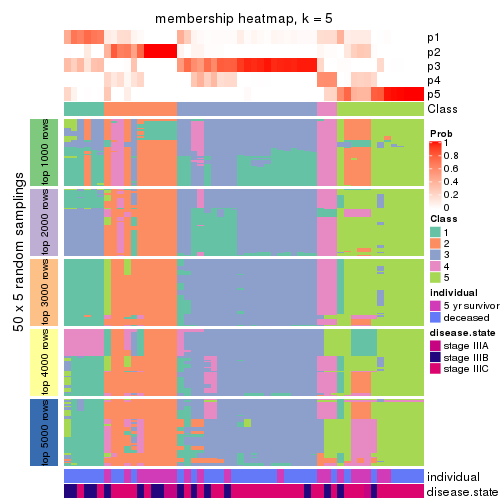 membership heatmap, k = 5
p1
p2
p3
p4
p5
Class
50 x 5 random samplings
top 1000 rows
top 2000 rows
top 3000 rows
top 4000 rows
top 5000 rows
individual
disease.state
Prob
1
0.8
0.6
0.4
0.2
0
Class
1
2
3
4
5
individual
5 yr survivor
deceased
disease.state
stage IIIA
stage IIIB
stage IIIC